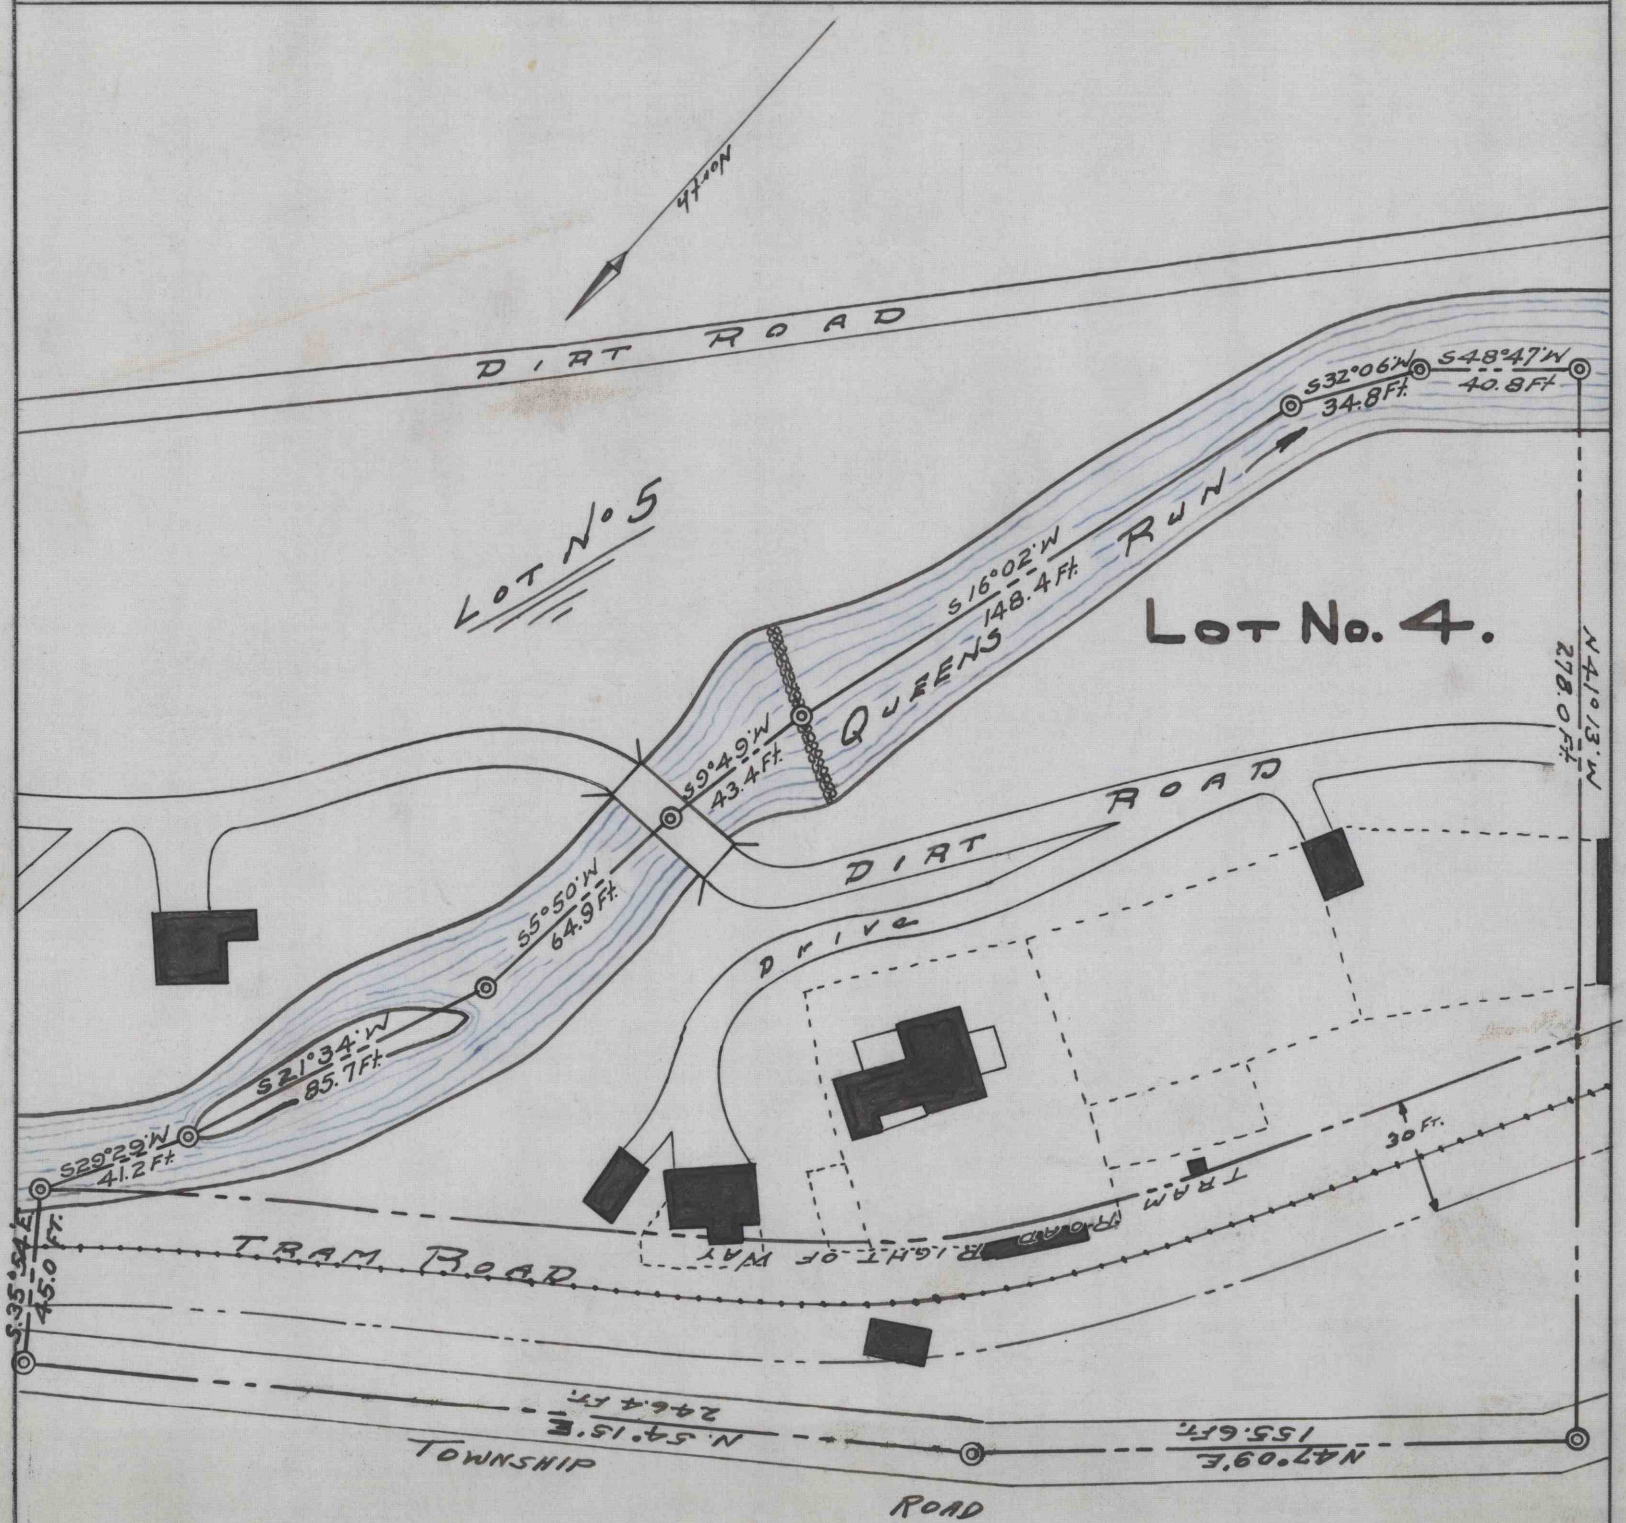 North
DIRT ROAD
S48°47'W
40.8 Ft
S32°06'W
34.8 Ft.
LOT No 5
QUEENS RUN
S16°02'W
148.4 Ft.
LOT No. 4.
N 41°13'W
278.0 Ft.
S9°49'W
43.4 Ft.
DIRT ROAD
S5°50'W
64.9 Ft.
Drive
S21°34'W
85.7 Ft.
S29°29'W
41.2 Ft.
30 FT.
TRAM ROAD
RIGHT OF WAY
TRAM ROAD
S.35°54'E
45.0 FT.
N. 54°15'E
246.4 FT.
N47°09'E
155.6 FT.
TOWNSHIP
ROAD